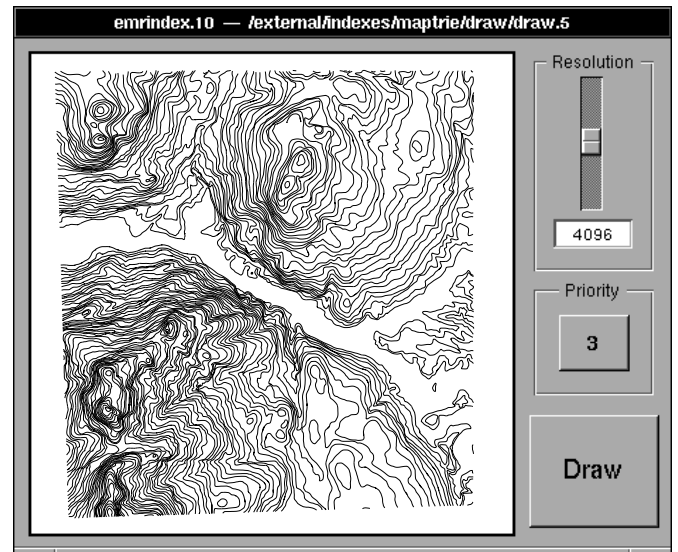 emrindex.10 — /external/indexes/maptrie/draw/draw.5
Resolution
4096
Priority
3
Draw